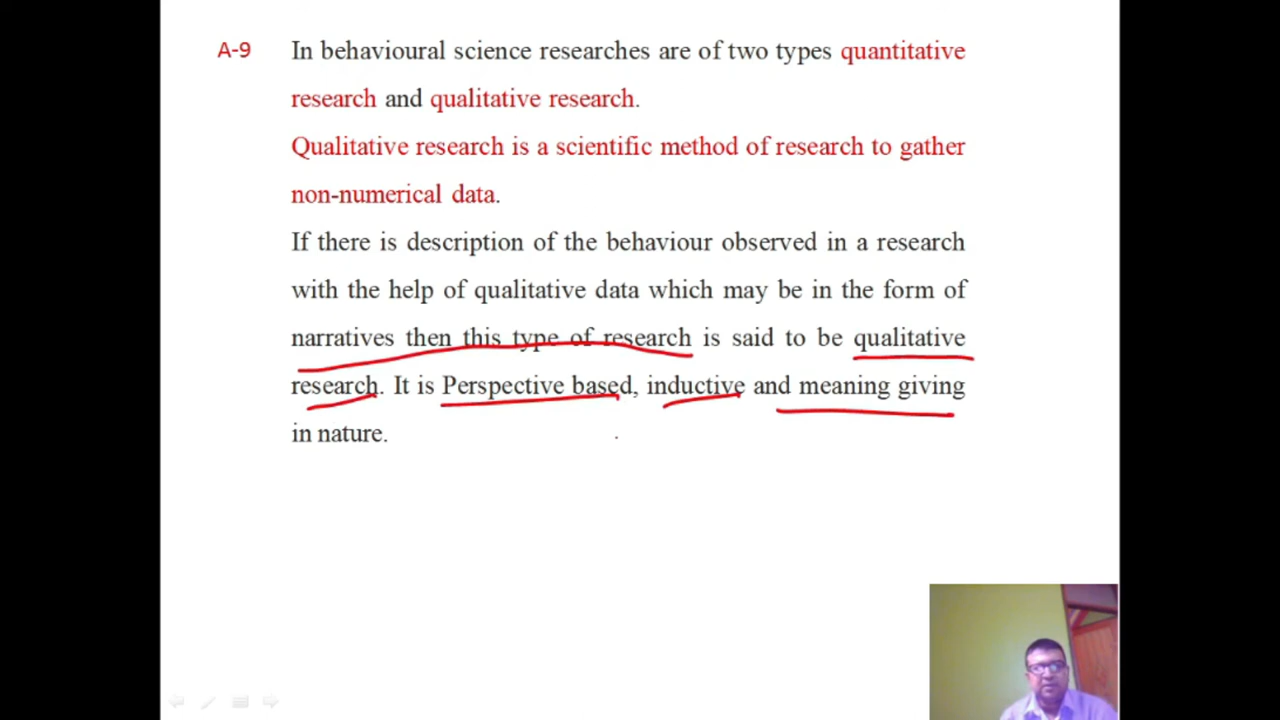 A-9 In behavioural science researches are of two types quantitative
research and qualitative research.
Qualitative research is a scientific method of research to gather
non-numerical data.
If there is description of the behaviour observed in a research
with the help of qualitative data which may be in the form of
narratives then this type of research is said to be qualitative
research. It is Perspective based, inductive and meaning giving
in nature.